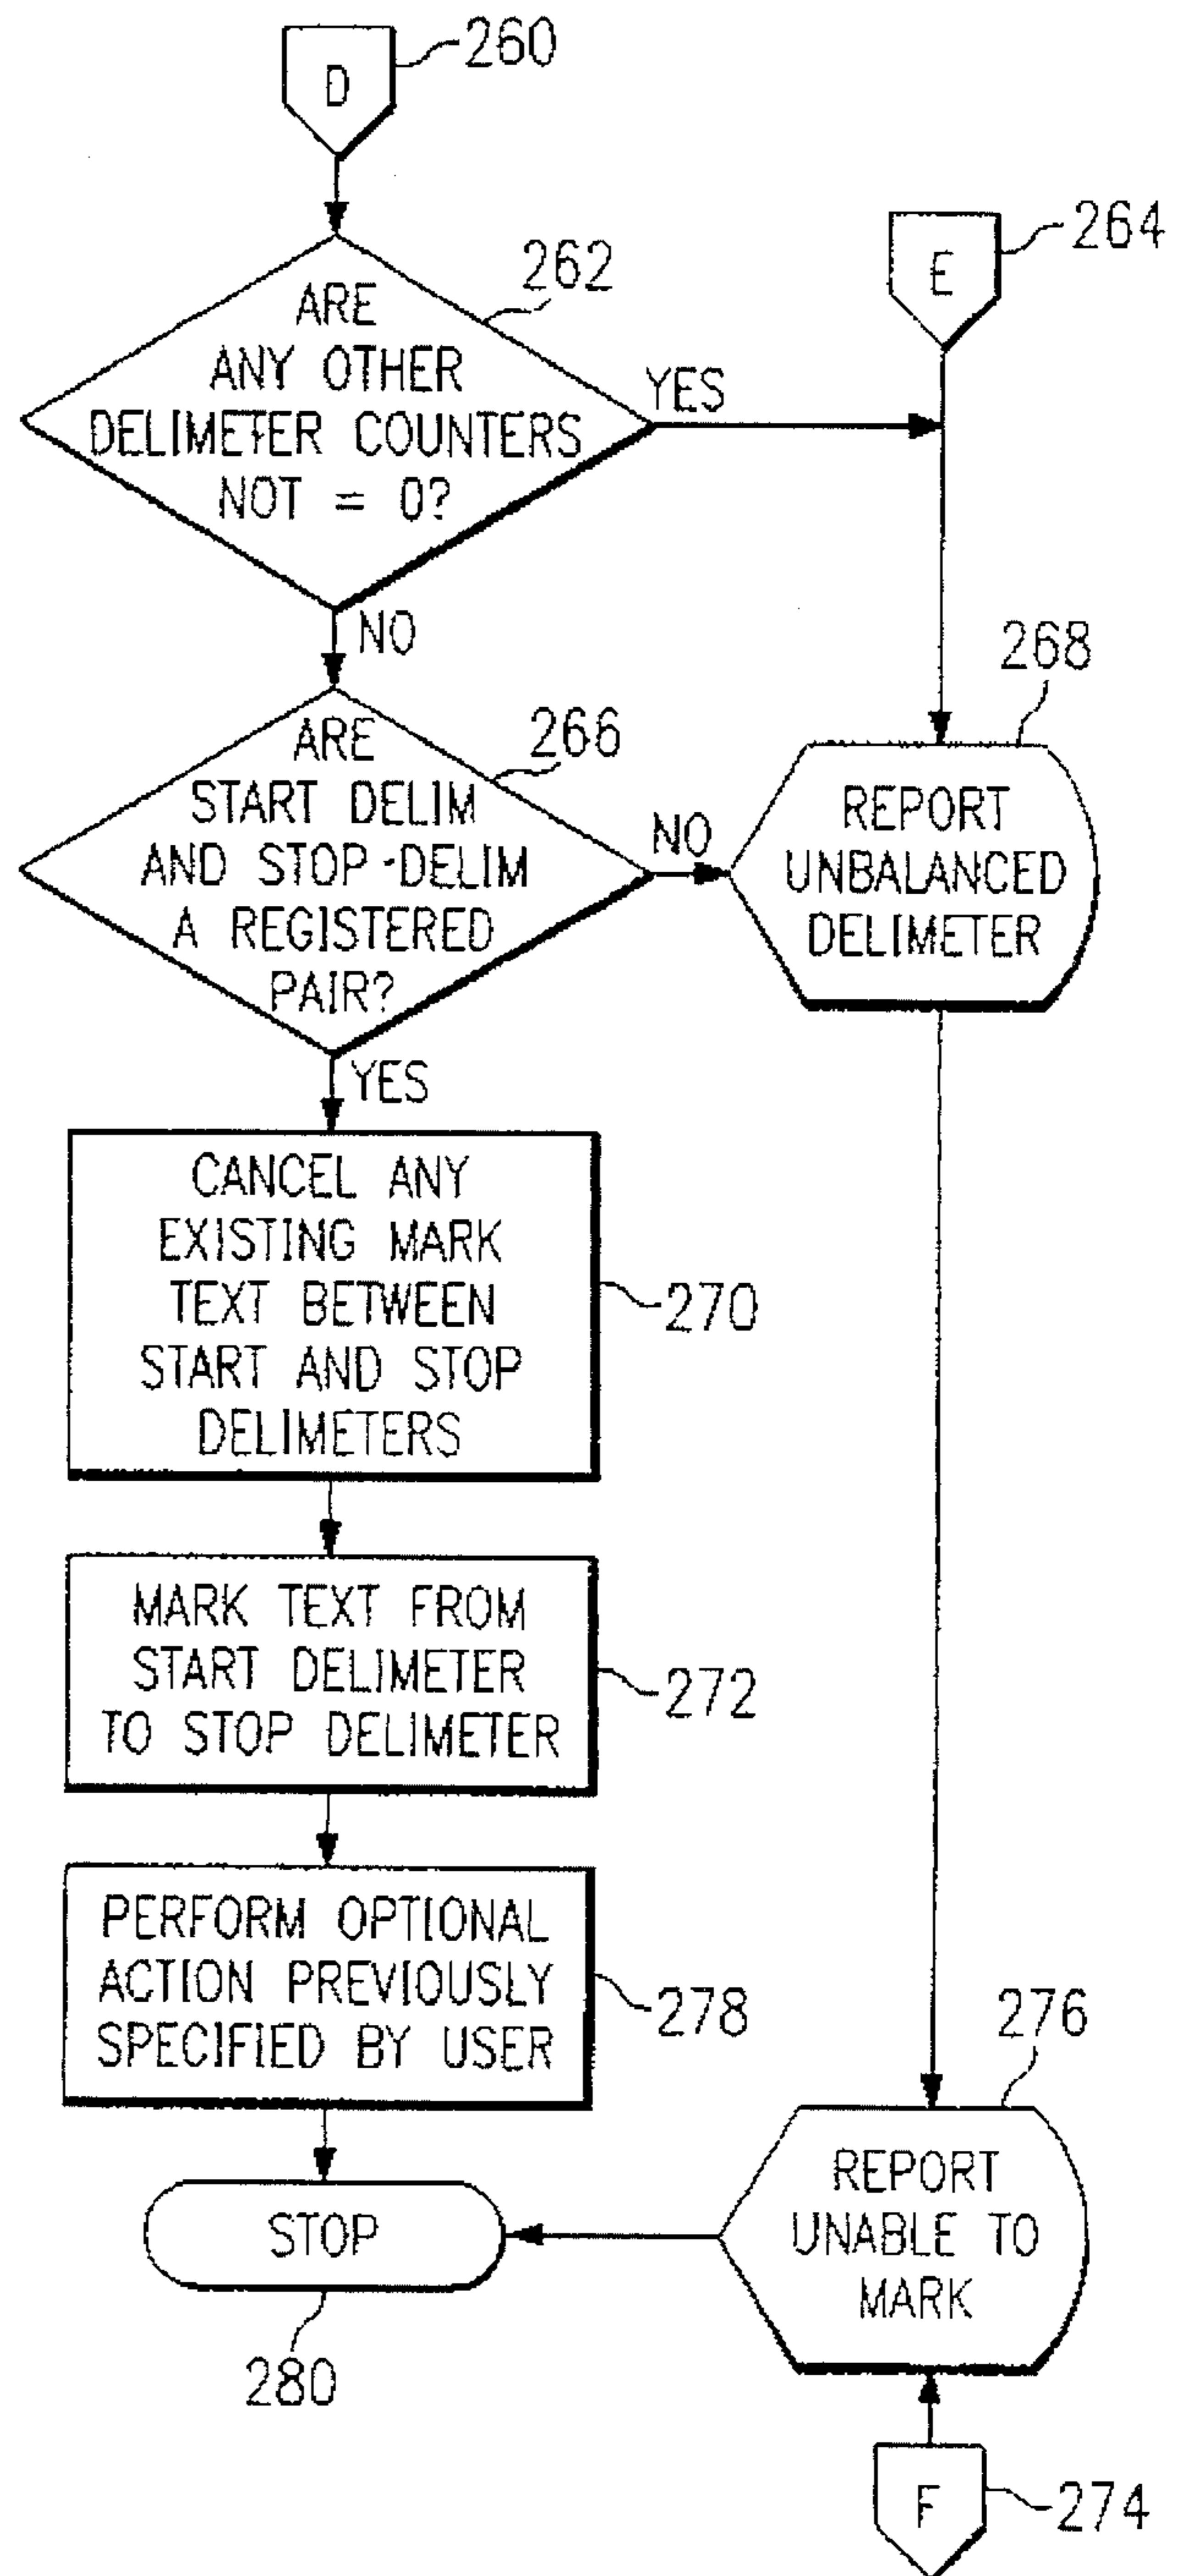 D
260
262
ARE
ANY OTHER
DELIMETER COUNTERS
NOT = 0?
YES
NO
E
264
266
ARE
START DELIM
AND STOP-DELIM
A REGISTERED
PAIR?
NO
YES
268
REPORT
UNBALANCED
DELIMETER
CANCEL ANY
EXISTING MARK
TEXT BETWEEN
START AND STOP
DELIMETERS
270
MARK TEXT FROM
START DELIMETER
TO STOP DELIMETER
272
PERFORM OPTIONAL
ACTION PREVIOUSLY
SPECIFIED BY USER
278
276
REPORT
UNABLE TO
MARK
STOP
280
F
274